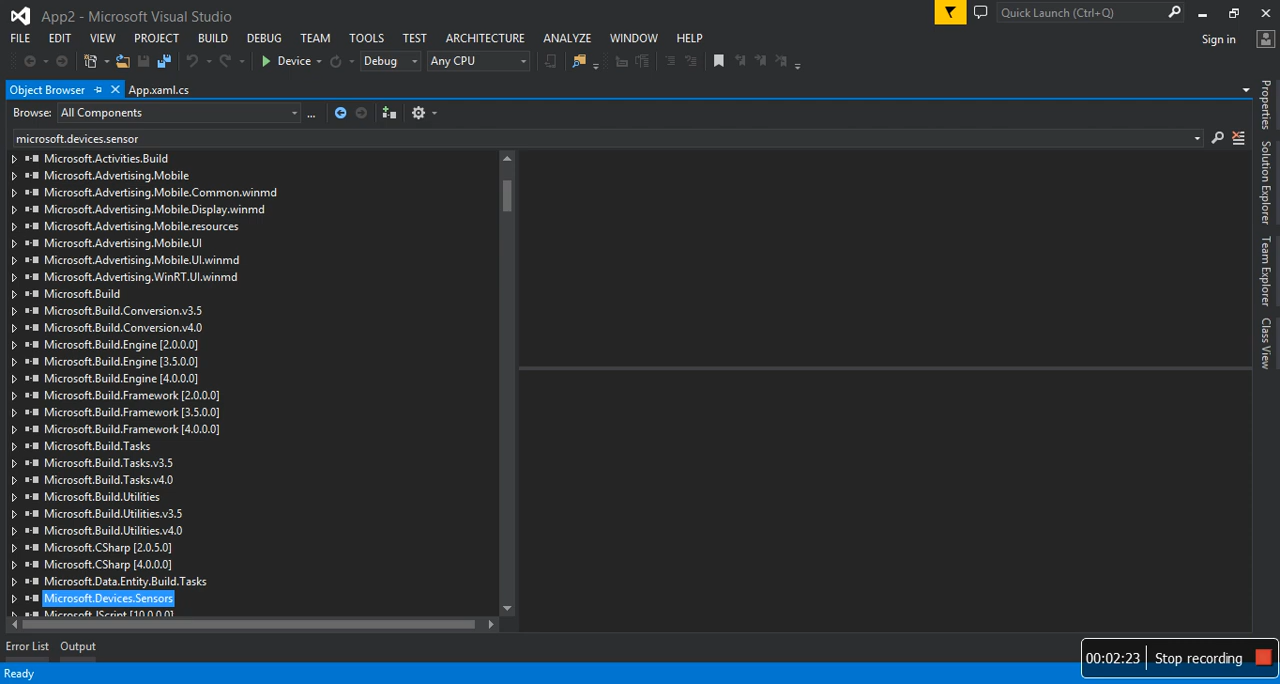 App2 - Microsoft Visual Studio
Quick Launch (Ctrl+Q)
FILE EDIT VIEW PROJECT BUILD DEBUG TEAM TOOLS TEST ARCHITECTURE ANALYZE WINDOW HELP
Sign in
Device Debug Any CPU
Object Browser App.xaml.cs
Browse: All Components ...
microsoft.devices.sensor
Microsoft.Activities.Build
Microsoft.Advertising.Mobile
Microsoft.Advertising.Mobile.Common.winmd
Microsoft.Advertising.Mobile.Display.winmd
Microsoft.Advertising.Mobile.resources
Microsoft.Advertising.Mobile.UI
Microsoft.Advertising.Mobile.UI.winmd
Microsoft.Advertising.WinRT.UI.winmd
Microsoft.Build
Microsoft.Build.Conversion.v3.5
Microsoft.Build.Conversion.v4.0
Microsoft.Build.Engine [2.0.0.0]
Microsoft.Build.Engine [3.5.0.0]
Microsoft.Build.Engine [4.0.0.0]
Microsoft.Build.Framework [2.0.0.0]
Microsoft.Build.Framework [3.5.0.0]
Microsoft.Build.Framework [4.0.0.0]
Microsoft.Build.Tasks
Microsoft.Build.Tasks.v3.5
Microsoft.Build.Tasks.v4.0
Microsoft.Build.Utilities
Microsoft.Build.Utilities.v3.5
Microsoft.Build.Utilities.v4.0
Microsoft.CSharp [2.0.5.0]
Microsoft.CSharp [4.0.0.0]
Microsoft.Data.Entity.Build.Tasks
Microsoft.Devices.Sensors
Microsoft.JScript [10.0.0.0]
Properties
Solution Explorer
Team Explorer
Class View
Error List Output
Ready
00:02:23 Stop recording